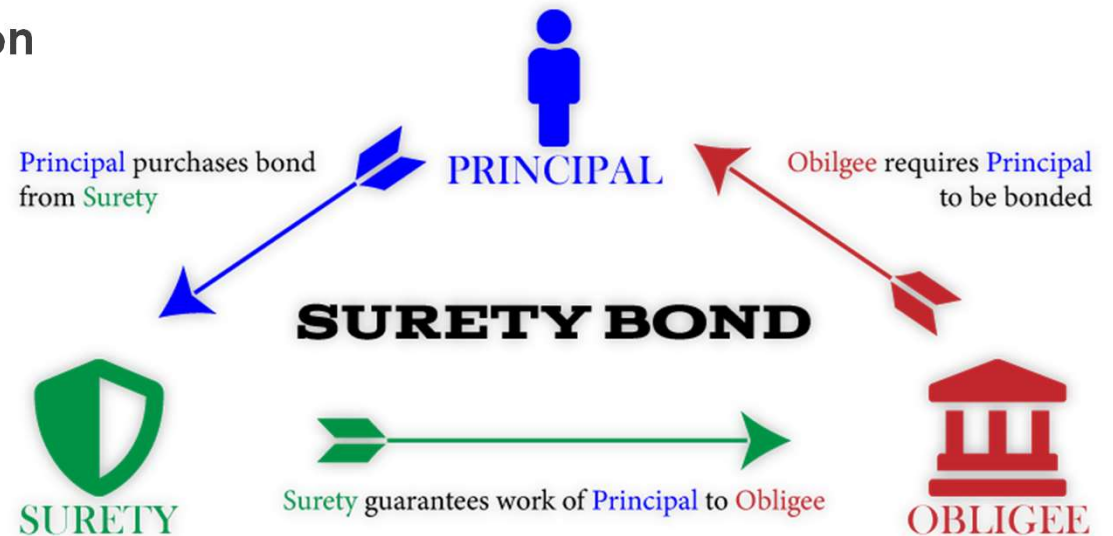 on
PRINCIPAL
Principal purchases bond
from Surety
Obilgee requires Principal
to be bonded
SURETY BOND
Surety guarantees work of Principal to Obligee
SURETY
OBLIGEE